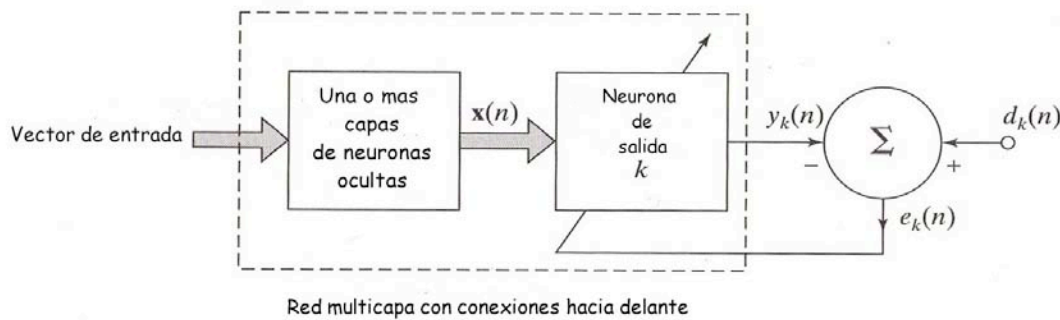 Vector de entrada
Una o mas
capas
de neuronas
ocultas
x(n)
Neurona
de
salida
k
y_k(n)
−
Σ
+
d_k(n)
e_k(n)
Red multicapa con conexiones hacia delante